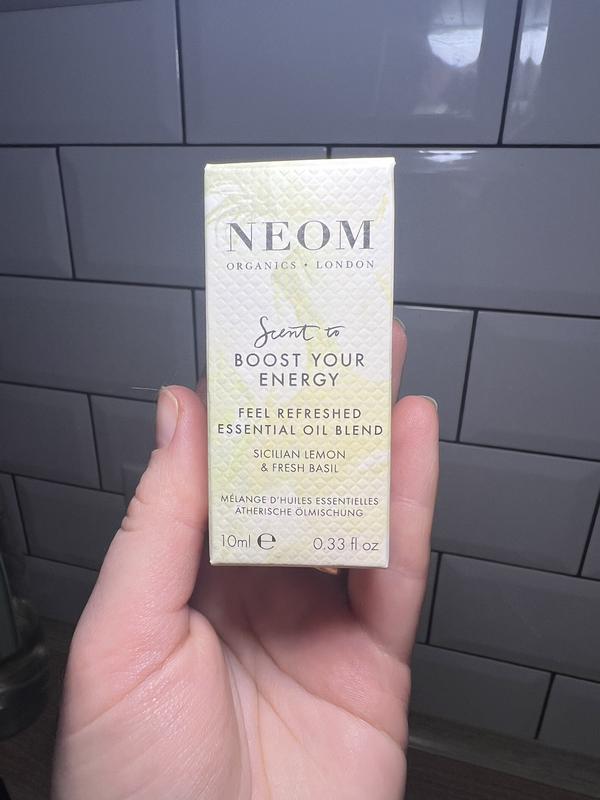 NEOM
ORGANICS • LONDON
Scent to
BOOST YOUR
ENERGY
FEEL REFRESHED
ESSENTIAL OIL BLEND
SICILIAN LEMON
& FRESH BASIL
MÉLANGE D'HUILES ESSENTIELLES
ÄTHERISCHE ÖLMISCHUNG
10ml ℮ 0.33 fl oz